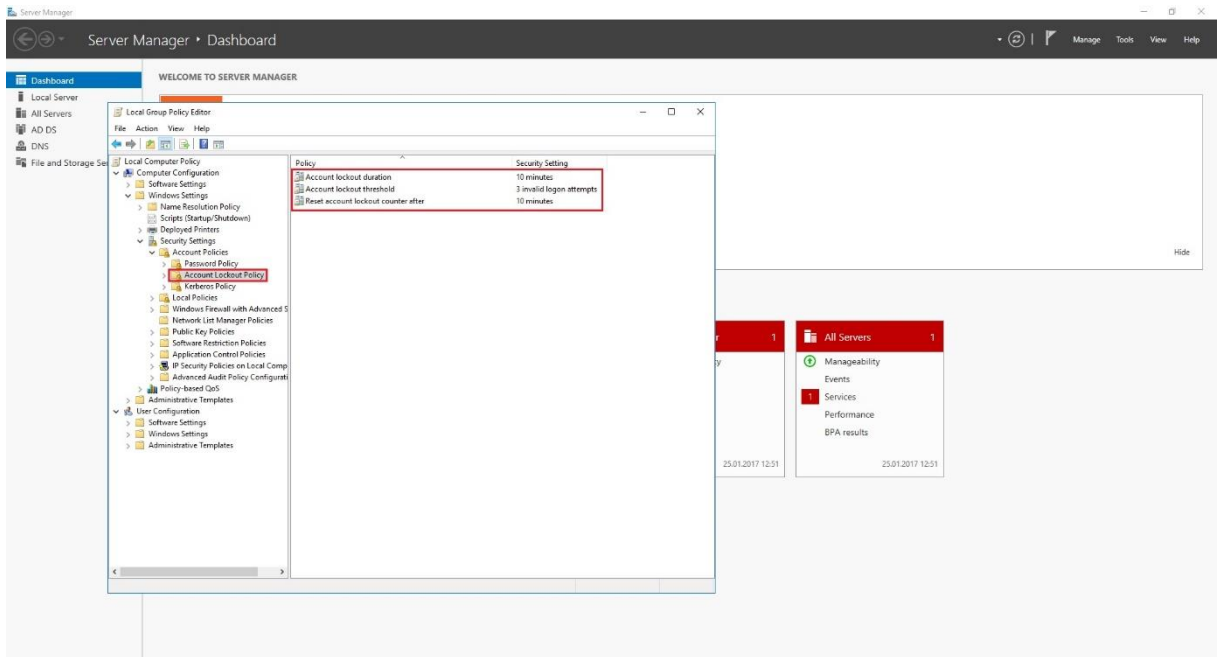 Server Manager
Server Manager • Dashboard
Manage Tools View Help
Dashboard
Local Server
All Servers
AD DS
DNS
File and Storage Se
WELCOME TO SERVER MANAGER
Local Group Policy Editor
File Action View Help
Local Computer Policy
Computer Configuration
Software Settings
Windows Settings
Name Resolution Policy
Scripts (Startup/Shutdown)
Deployed Printers
Security Settings
Account Policies
Password Policy
Account Lockout Policy
Kerberos Policy
Local Policies
Windows Firewall with Advanced S
Network List Manager Policies
Public Key Policies
Software Restriction Policies
Application Control Policies
IP Security Policies on Local Comp
Advanced Audit Policy Configurati
Policy-based QoS
Administrative Templates
User Configuration
Software Settings
Windows Settings
Administrative Templates
Policy Security Setting
Account lockout duration 10 minutes
Account lockout threshold 3 invalid logon attempts
Reset account lockout counter after 10 minutes
Hide
r 1
y
25.01.2017 12:51
All Servers 1
Manageability
Events
1 Services
Performance
BPA results
25.01.2017 12:51